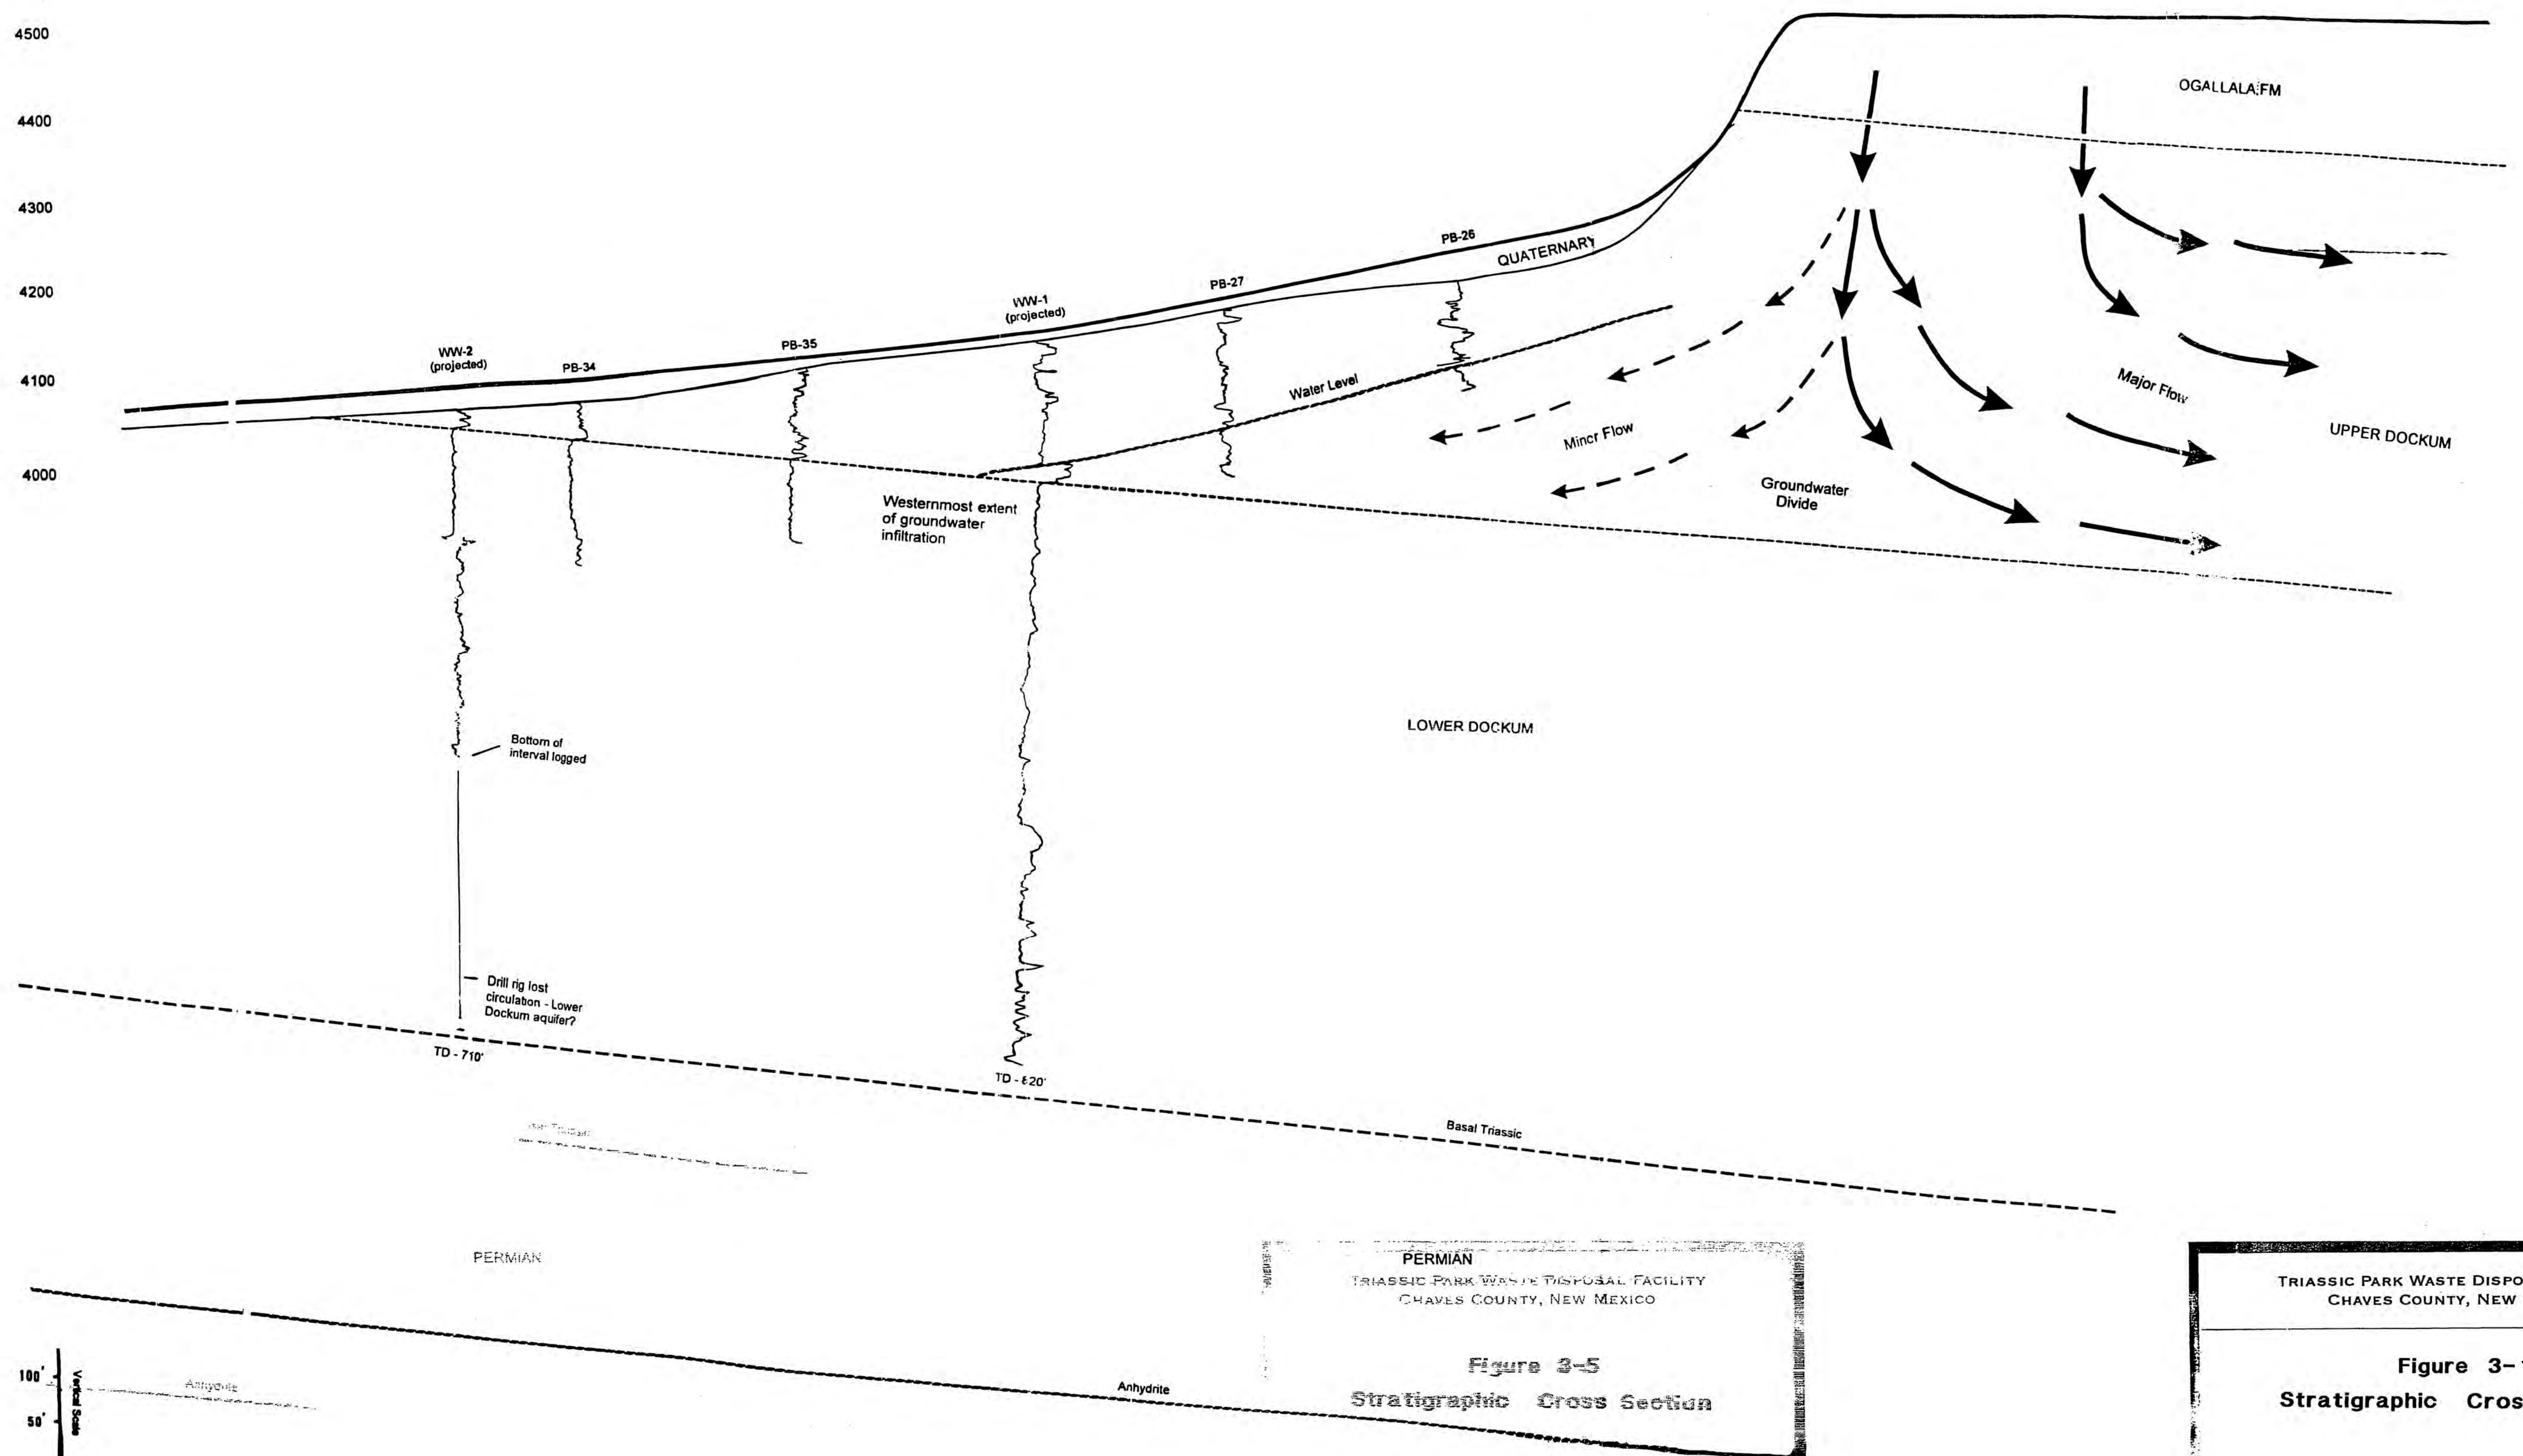 4500
4400
4300
4200
4100
4000
OGALLALA FM
PB-26
QUATERNARY
PB-27
WW-1
(projected)
PB-35
WW-2
(projected)
PB-34
Water Level
Major Flow
Minor Flow
UPPER DOCKUM
Groundwater
Divide
Westernmost extent
of groundwater
infiltration
LOWER DOCKUM
Bottom of
interval logged
Drill rig lost
circulation - Lower
Dockum aquifer?
TD - 710'
TD - 820'
Basal Triassic
PERMIAN
PERMIAN
TRIASSIC PARK WASTE DISPOSAL FACILITY
CHAVES COUNTY, NEW MEXICO
Figure 3-5
Stratigraphic Cross Section
TRIASSIC PARK WASTE DISPO
CHAVES COUNTY, NEW
Figure 3-
Stratigraphic Cros
Anhydrite
Anhydrite
100'
50'
Vertical Scale